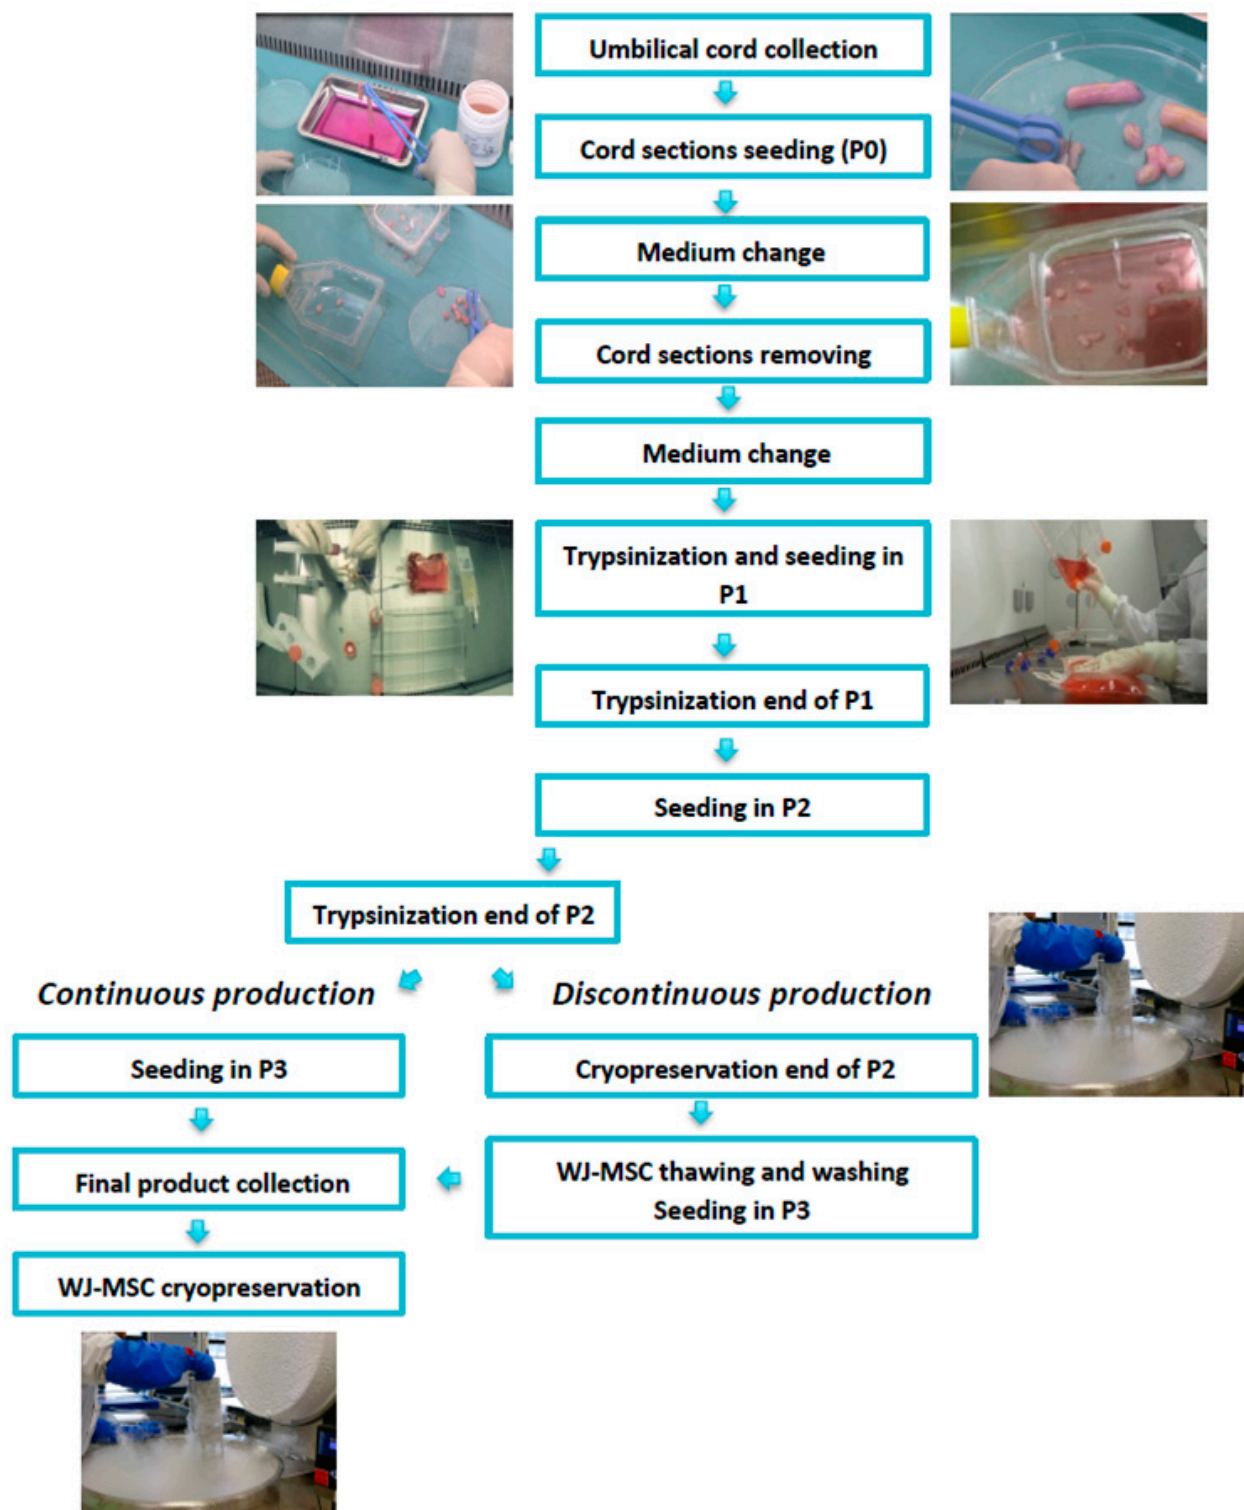 Umbilical cord collection
Cord sections seeding (P0)
Medium change
Cord sections removing
Medium change
Trypsinization and seeding in
P1
Trypsinization end of P1
Seeding in P2
Trypsinization end of P2
Continuous production
Discontinuous production
Seeding in P3
Cryopreservation end of P2
Final product collection
WJ-MSC thawing and washing
Seeding in P3
WJ-MSC cryopreservation